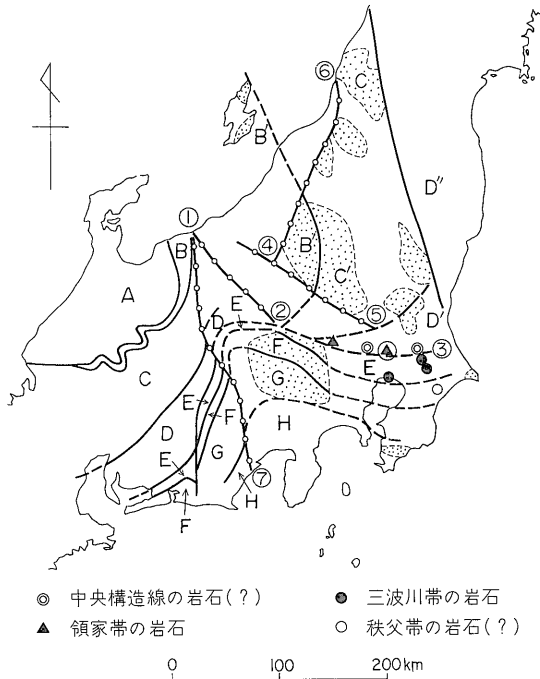 ⑥
C
B
D″
①
B
④
B
A
C
②
⑤
E
D
D′
C
F
◎
▲
◎
③
E
G
E
F
D
H
E
G
H
⑦
F
◎ 中央構造線の岩石(?)
● 三波川帯の岩石
▲ 領家帯の岩石
○ 秩父帯の岩石(?)
0 100 200km